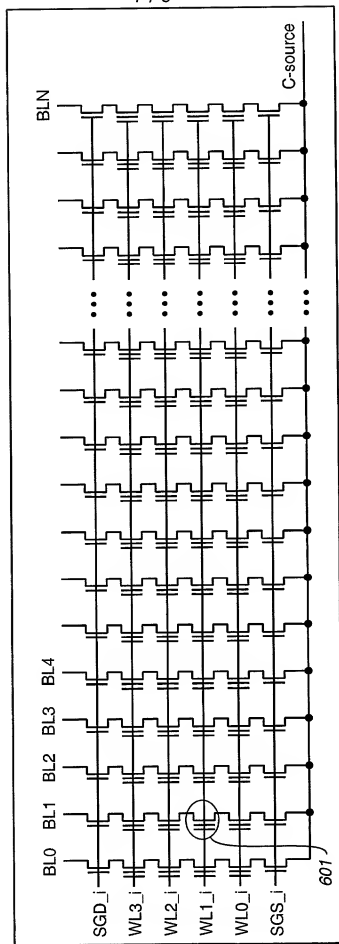 BL0
BL1
BL2
BL3
BL4
BLN
SGD_i
WL3_i
WL2_i
WL1_i
WL0_i
SGS_i
C-source
601